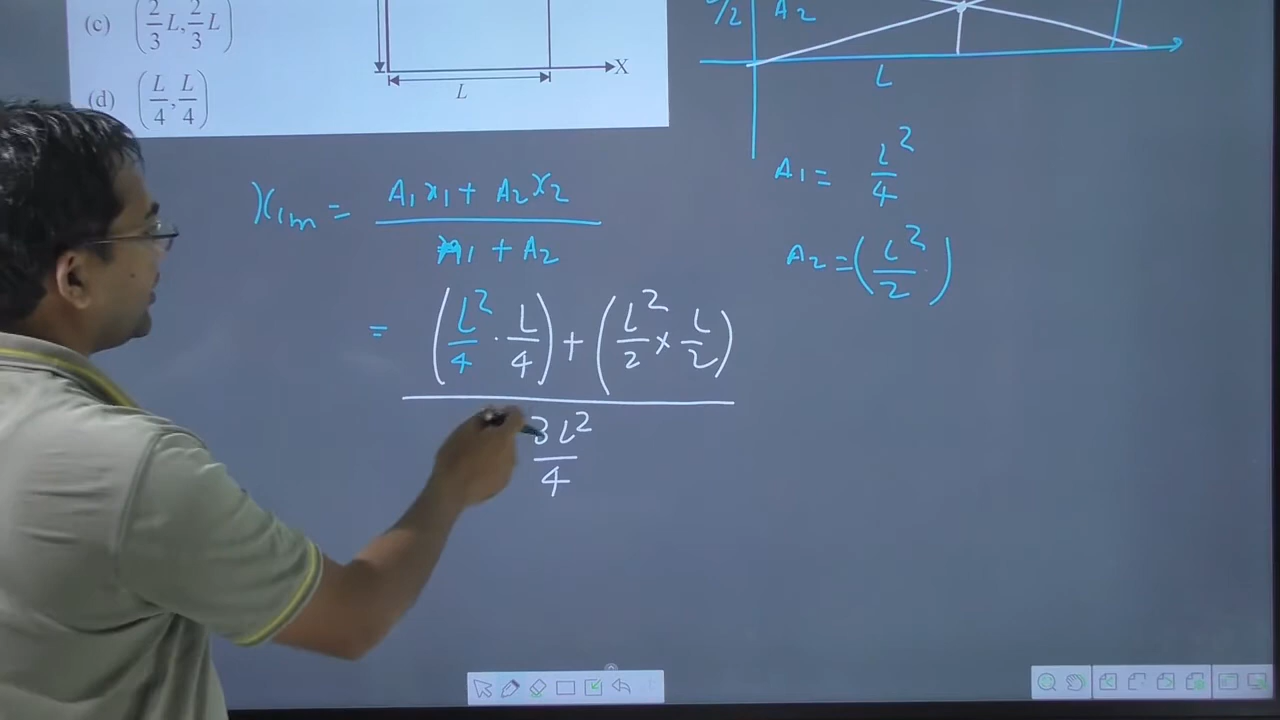 (c) (2/3 L, 2/3 L)
(d) (L/4, L/4)
X
L
/2 A2
L
A1 = L²/4
A2 = (L²/2)
xcm = (A1x1 + A2x2)/(A1 + A2)
= ((L²/4 · L/4) + (L²/2 × L/2))/(3L²/4)